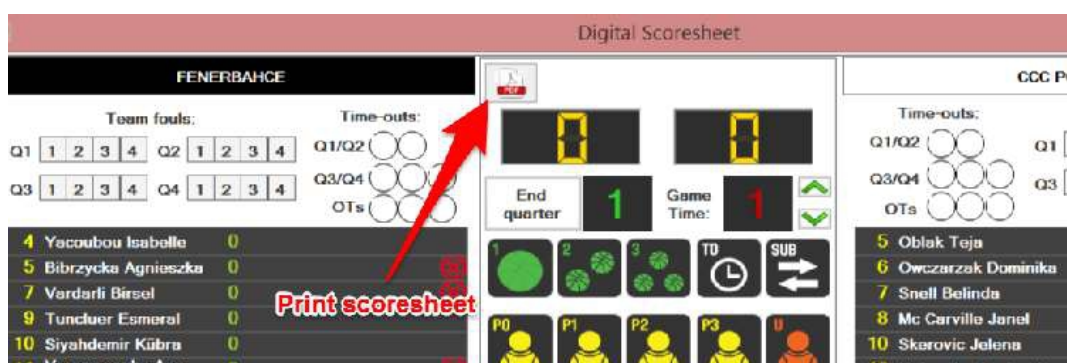 Digital Scoresheet
FENERBAHCE
Team fouls:
Time-outs:
Q1 1 2 3 4 Q2 1 2 3 4
Q1/Q2
Q3 1 2 3 4 Q4 1 2 3 4
Q3/Q4
OTs
4 Yacoubou Isabelle 0
5 Bibrzycka Agnieszka 0
7 Vardarli Birsel 0
9 Tuncluer Esmeral 0
10 Siyahdemir Kübra 0
Print scoresheet
PDF
0 0
End quarter
1
Game Time:
1
1 2 3 TO SUB
P0 P1 P2 P3 U
CCC
Time-outs:
Q1/Q2
Q1
Q3/Q4
Q3
OTs
5 Oblak Teja
6 Owczarzak Dominika
7 Snell Belinda
8 Mc Carville Janel
10 Skerovic Jelena